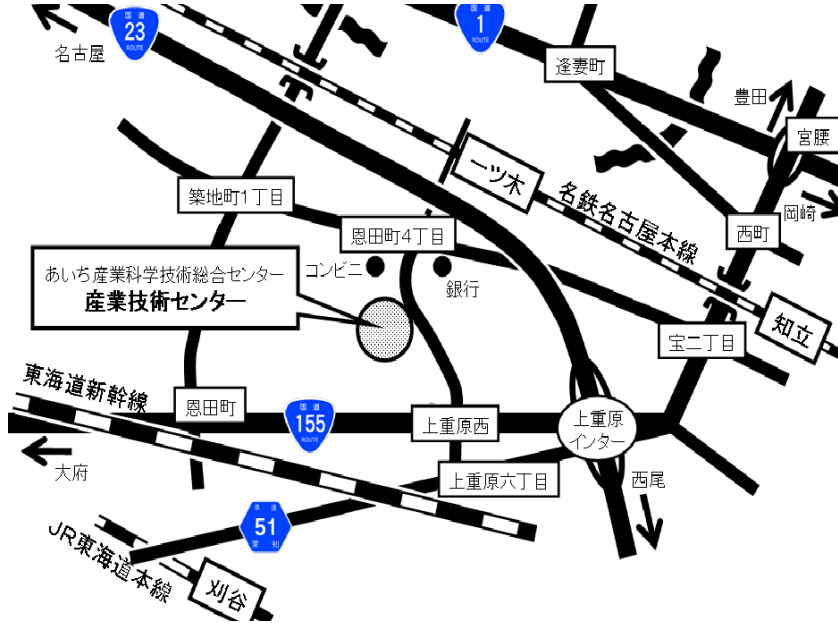 国道
23
ROUTE
国道
1
ROUTE
名古屋
逢妻町
豊田
宮腰
一ツ木
築地町1丁目
名鉄名古屋本線
岡崎
西町
恩田町4丁目
あいち産業科学技術総合センター
産業技術センター
コンビニ
銀行
知立
宝二丁目
東海道新幹線
恩田町
国道
155
ROUTE
上重原西
上重原
インター
大府
上重原六丁目
西尾
県道
51
愛知
JR東海道本線
刈谷